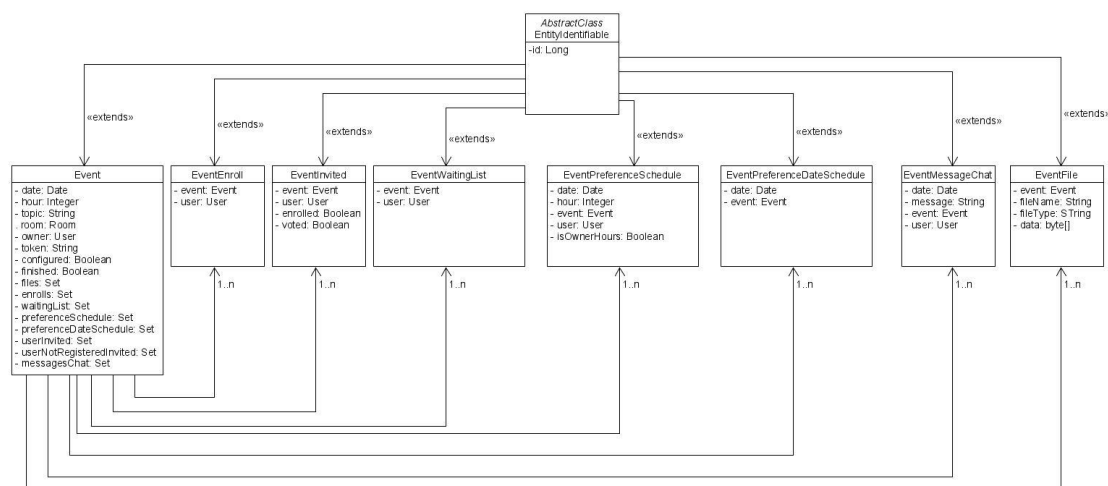 AbstractClass
EntityIdentifiable
-id: Long
«extends»
«extends»
«extends»
«extends»
«extends»
«extends»
«extends»
«extends»
Event
- date: Date
- hour: Integer
- topic: String
. room: Room
- owner: User
- token: String
- configured: Boolean
- finished: Boolean
- files: Set
- enrolls: Set
- waitingList: Set
- preferenceSchedule: Set
- preferenceDateSchedule: Set
- userInvited: Set
- userNotRegisteredInvited: Set
- messagesChat: Set
EventEnroll
- event: Event
- user: User
EventInvited
- event: Event
- user: User
- enrolled: Boolean
- voted: Boolean
EventWaitingList
- event: Event
- user: User
EventPreferenceSchedule
- date: Date
- hour: Integer
- event: Event
- user: User
- isOwnerHours: Boolean
EventPreferenceDateSchedule
- date: Date
- event: Event
EventMessageChat
- date: Date
- message: String
- event: Event
- user: User
EventFile
- event: Event
- fileName: String
- fileType: STring
- data: byte[]
1..n
1..n
1..n
1..n
1..n
1..n
1..n